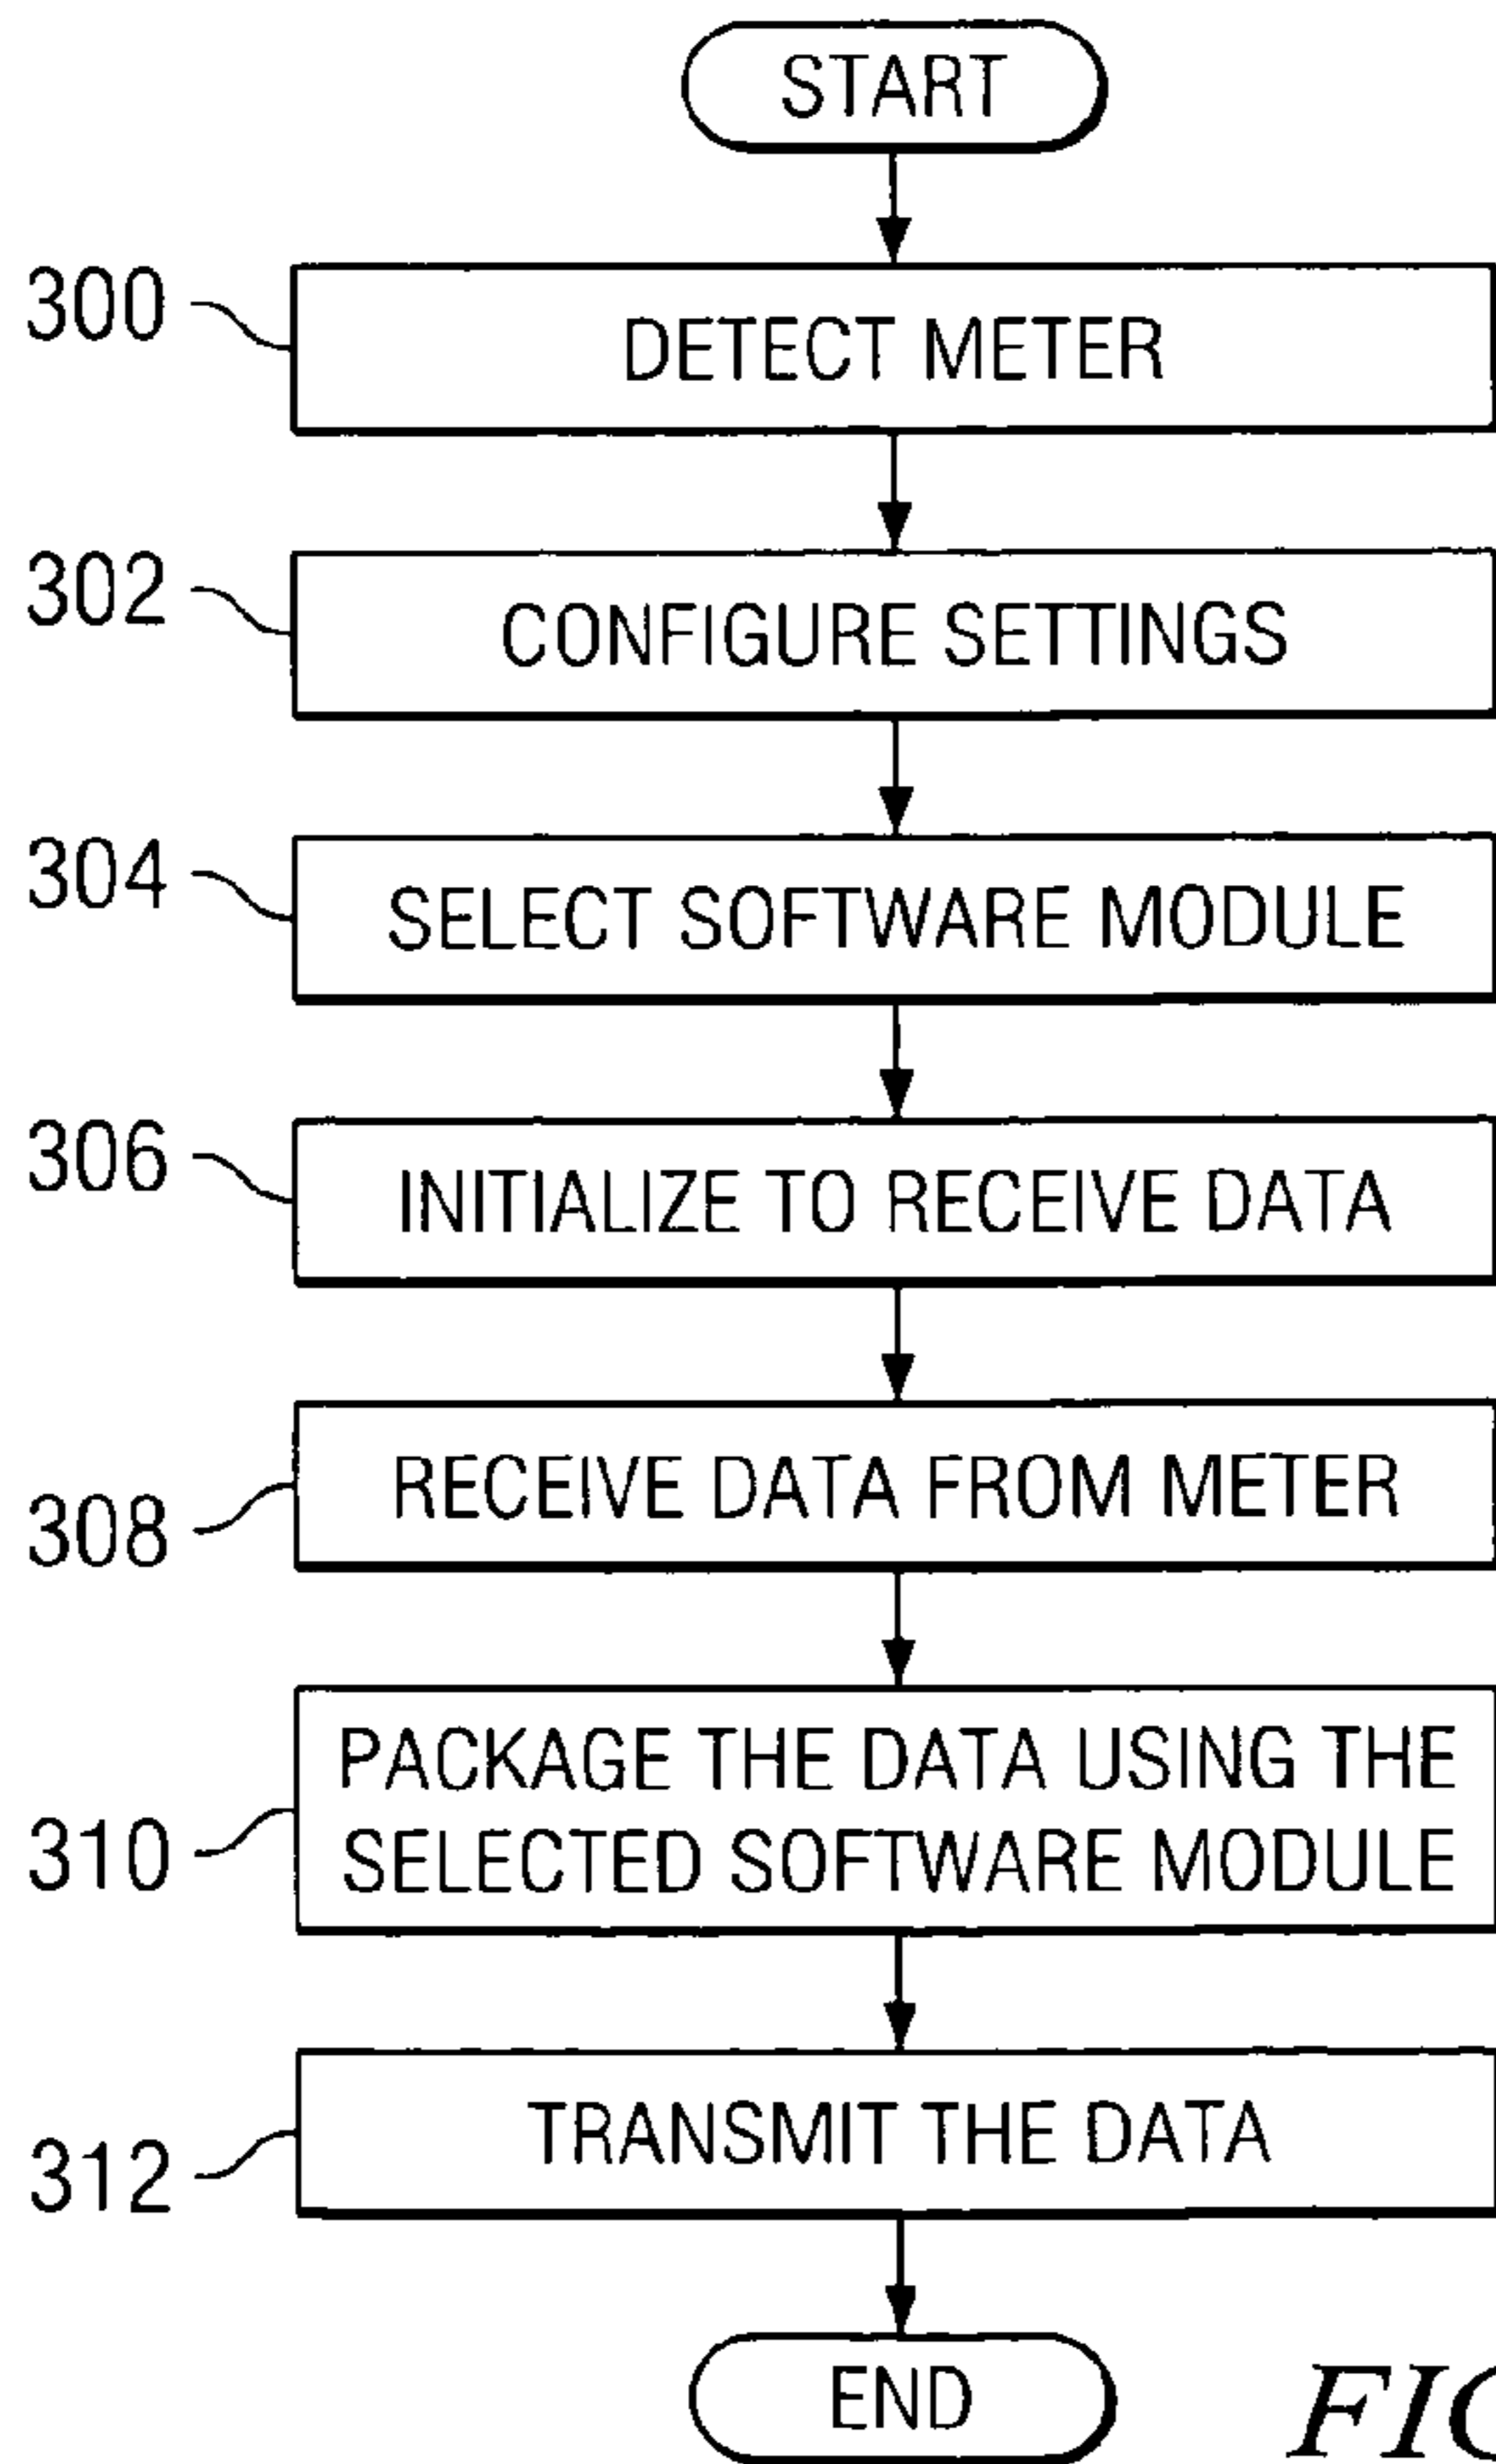 START
300
DETECT METER
302
CONFIGURE SETTINGS
304
SELECT SOFTWARE MODULE
306
INITIALIZE TO RECEIVE DATA
308
RECEIVE DATA FROM METER
310
PACKAGE THE DATA USING THE
SELECTED SOFTWARE MODULE
312
TRANSMIT THE DATA
END